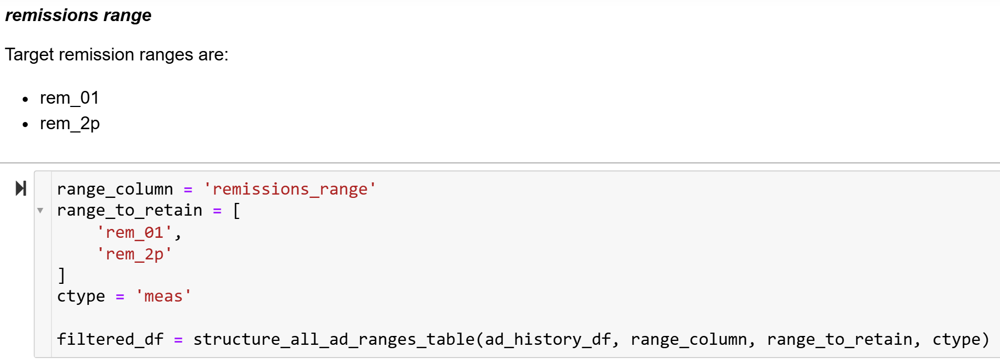 remissions range
Target remission ranges are:
• rem_01
• rem_2p
range_column = 'remissions_range'
range_to_retain = [
    'rem_01',
    'rem_2p'
]
ctype = 'meas'
filtered_df = structure_all_ad_ranges_table(ad_history_df, range_column, range_to_retain, ctype)